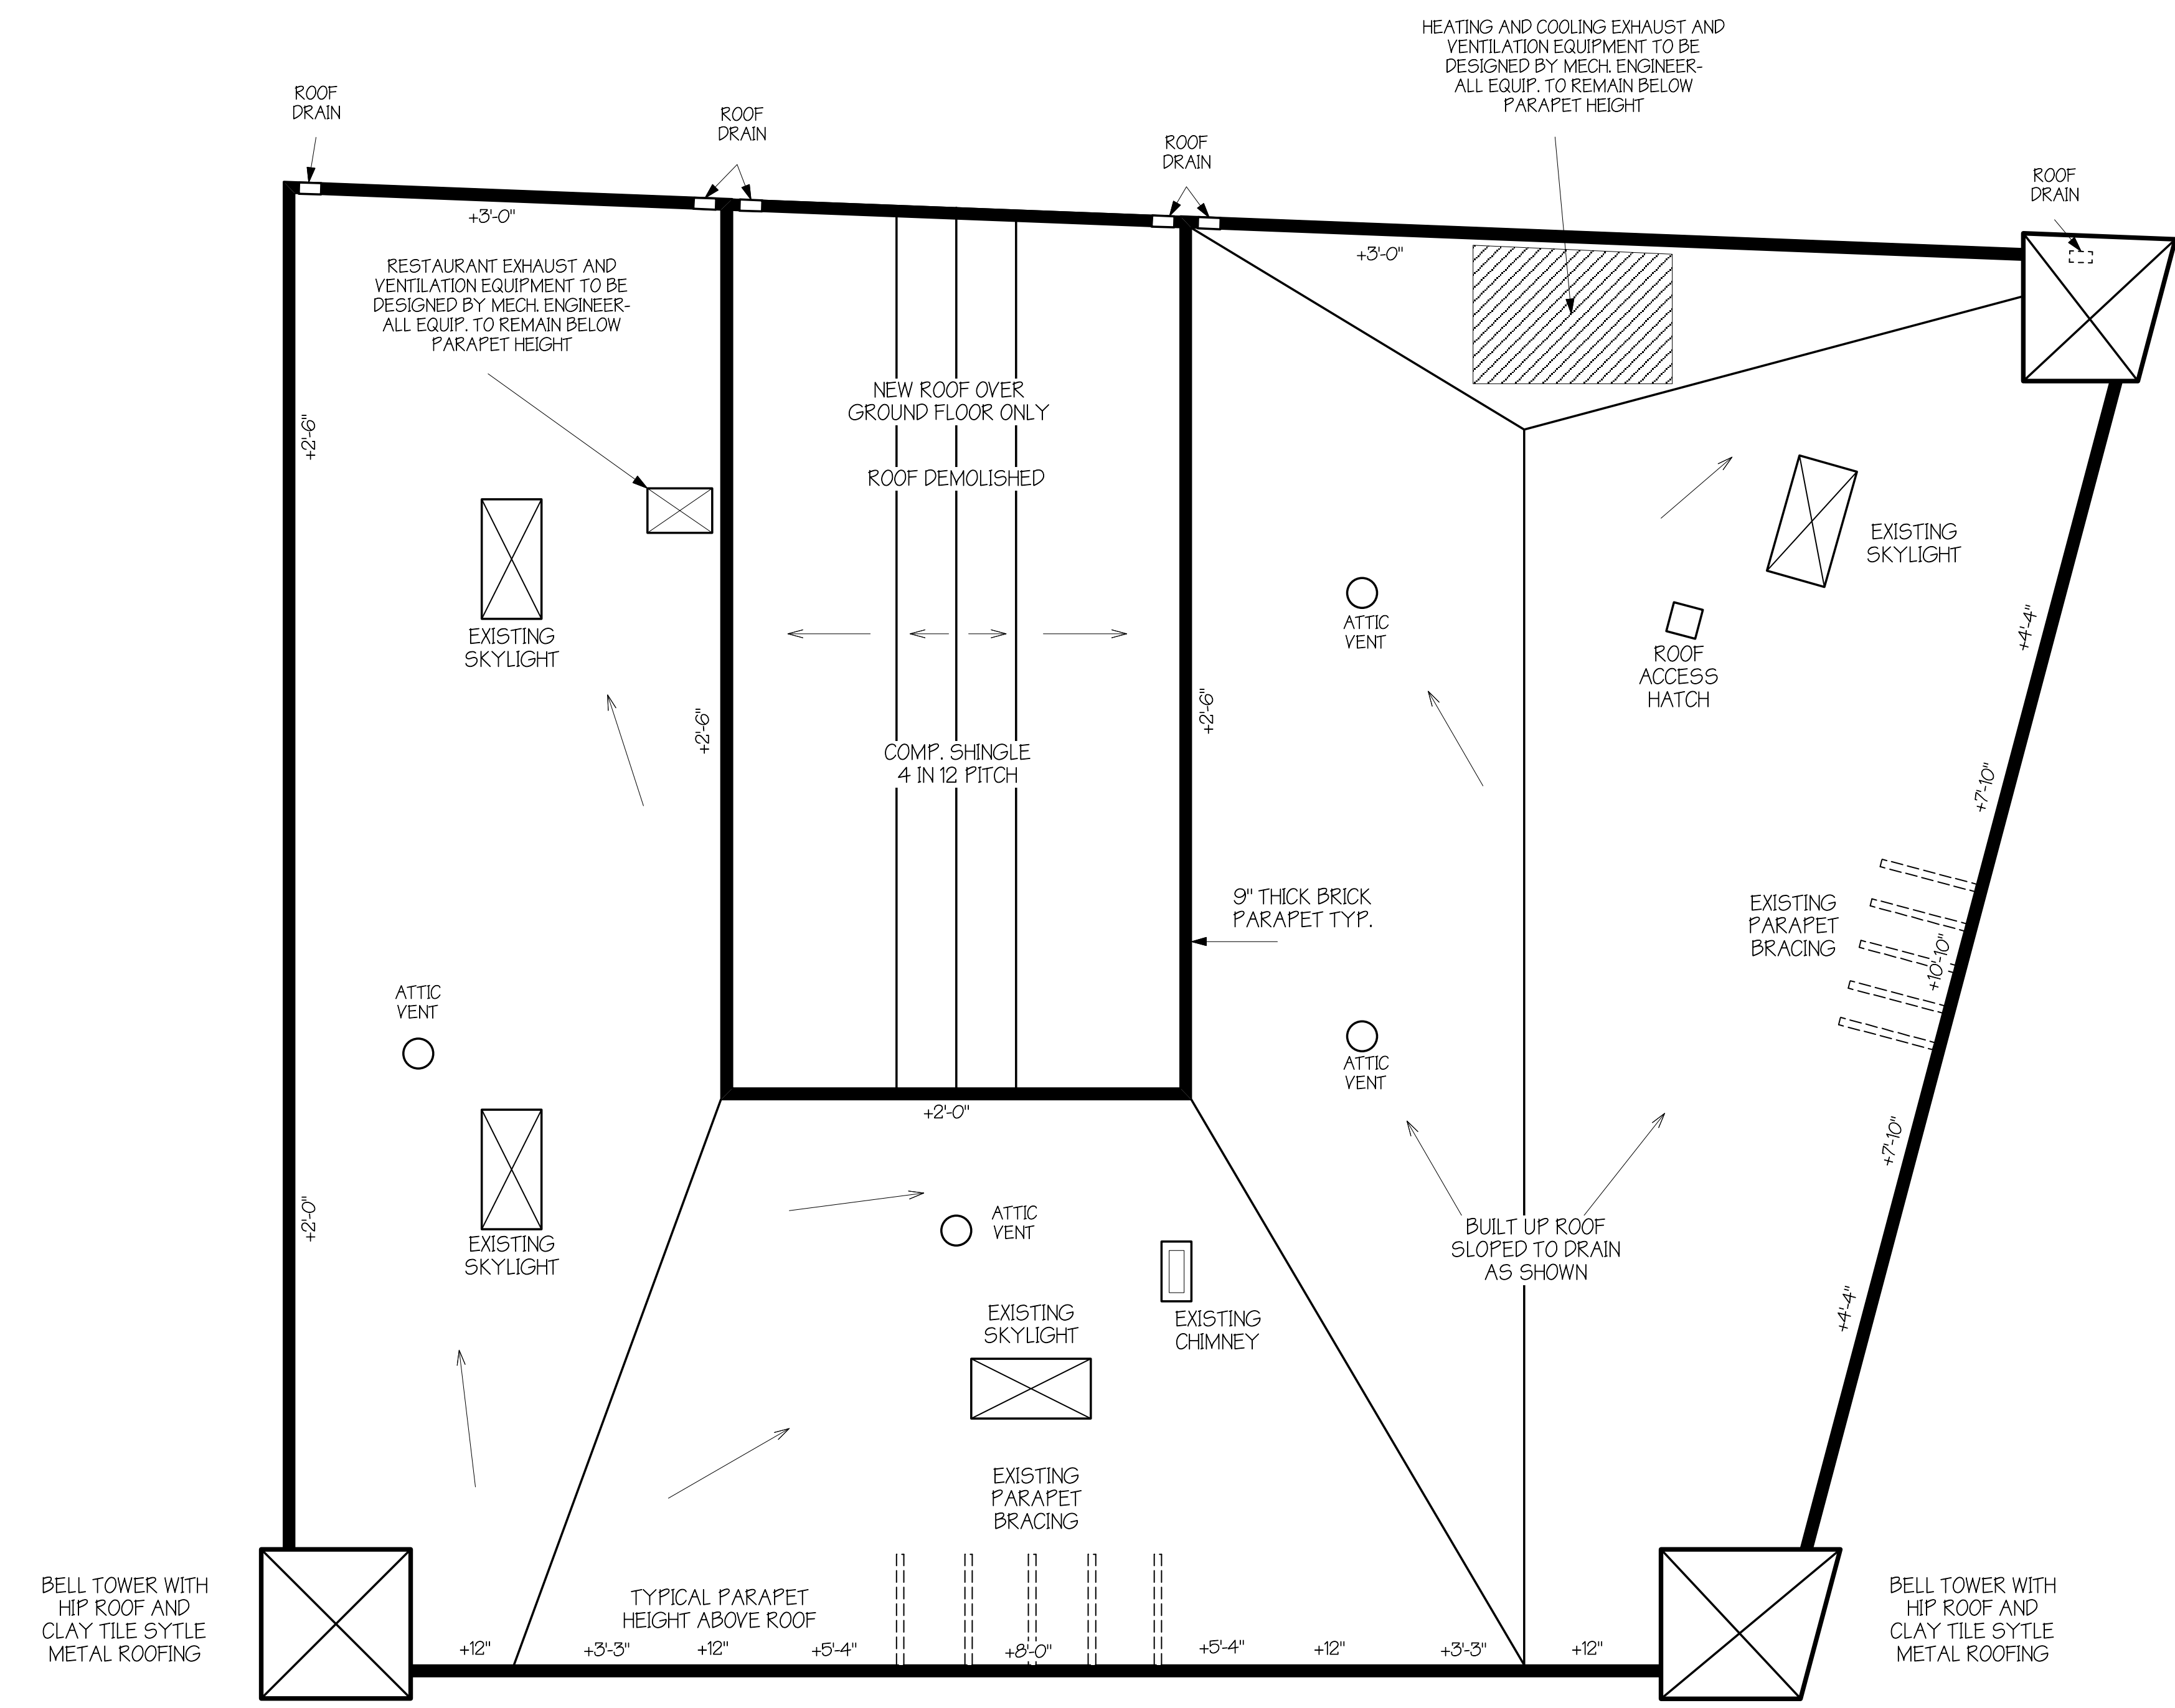 HEATING AND COOLING EXHAUST AND
VENTILATION EQUIPMENT TO BE
DESIGNED BY MECH. ENGINEER-
ALL EQUIP. TO REMAIN BELOW
PARAPET HEIGHT
ROOF
DRAIN
ROOF
DRAIN
ROOF
DRAIN
ROOF
DRAIN
+3'-0"
+3'-0"
RESTAURANT EXHAUST AND
VENTILATION EQUIPMENT TO BE
DESIGNED BY MECH. ENGINEER-
ALL EQUIP. TO REMAIN BELOW
PARAPET HEIGHT
+2'-6"
NEW ROOF OVER
GROUND FLOOR ONLY
ROOF DEMOLISHED
EXISTING
SKYLIGHT
EXISTING
SKYLIGHT
ATTIC
VENT
ROOF
ACCESS
HATCH
+4'-4"
+2'-6"
+2'-6"
COMP. SHINGLE
4 IN 12 PITCH
+7'-10"
9" THICK BRICK
PARAPET TYP.
EXISTING
PARAPET
BRACING
+10'-10"
ATTIC
VENT
ATTIC
VENT
+2'-0"
+7'-10"
+2'-0"
EXISTING
SKYLIGHT
ATTIC
VENT
BUILT UP ROOF
SLOPED TO DRAIN
AS SHOWN
EXISTING
SKYLIGHT
EXISTING
CHIMNEY
+4'-4"
EXISTING
PARAPET
BRACING
BELL TOWER WITH
HIP ROOF AND
CLAY TILE SYTLE
METAL ROOFING
TYPICAL PARAPET
HEIGHT ABOVE ROOF
BELL TOWER WITH
HIP ROOF AND
CLAY TILE SYTLE
METAL ROOFING
+12"
+3'-3"
+12"
+5'-4"
+8'-0"
+5'-4"
+12"
+3'-3"
+12"